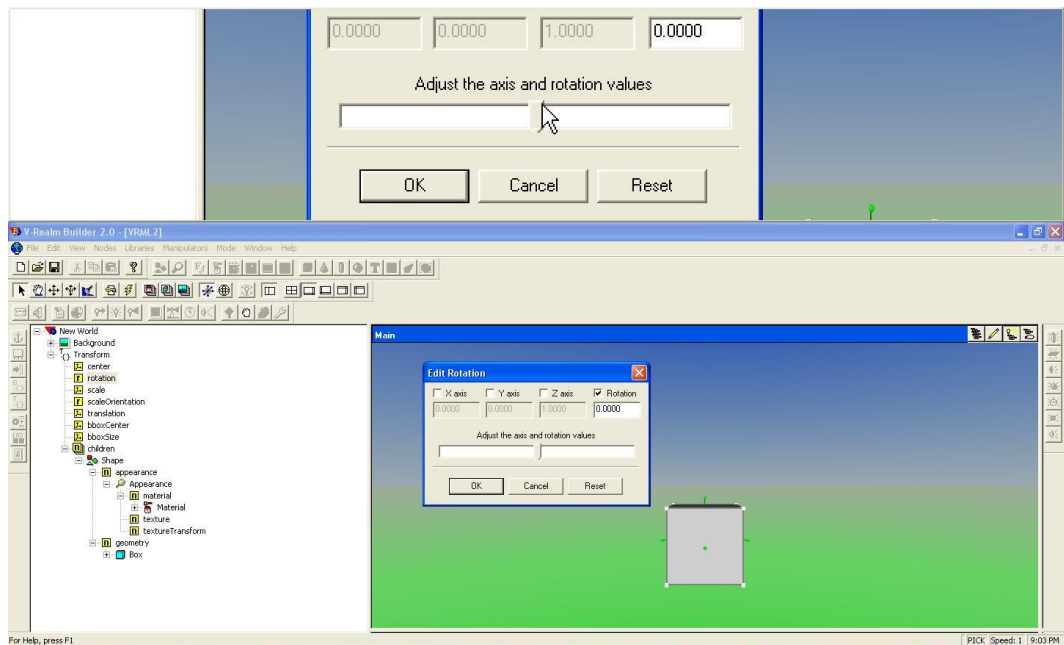 0.0000 0.0000 1.0000 0.0000
Adjust the axis and rotation values
OK Cancel Reset
V-Realm Builder 2.0 - [VRML2]
File Edit View Nodes Libraries Manipulators Mode Window Help
New World
Background
Transform
center
rotation
scale
scaleOrientation
translation
bboxCenter
bboxSize
children
Shape
appearance
Appearance
material
Material
texture
textureTransform
geometry
Box
Main
Edit Rotation
X axis Y axis Z axis Rotation
0.0000 0.0000 1.0000 0.0000
Adjust the axis and rotation values
OK Cancel Reset
For Help, press F1
PICK Speed: 1 9:03 PM